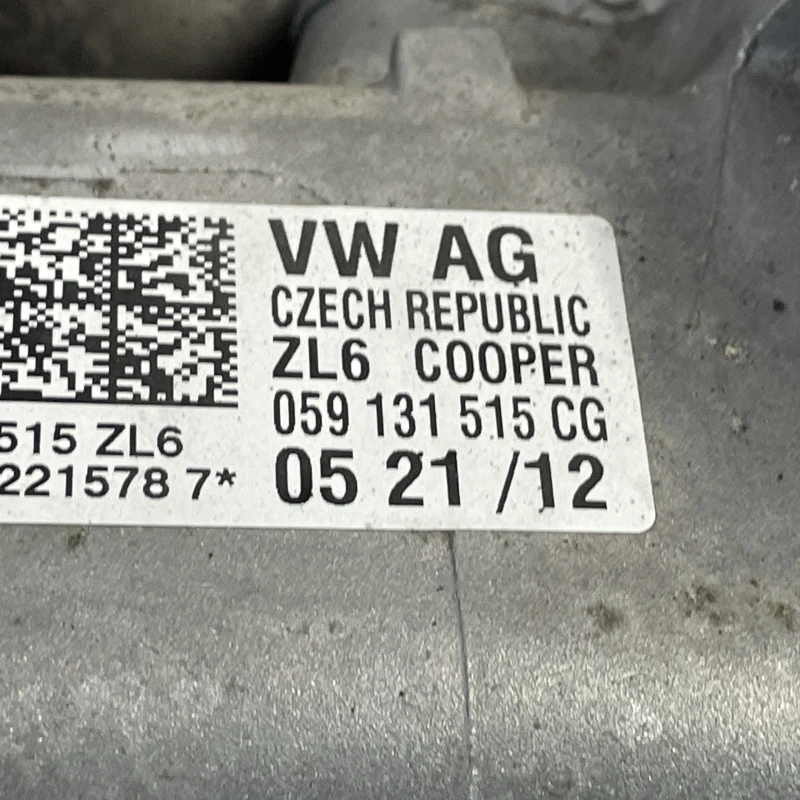 VW AG
CZECH REPUBLIC
ZL6 COOPER
059 131 515 CG
05 21 /12
515 ZL6
221578 7*